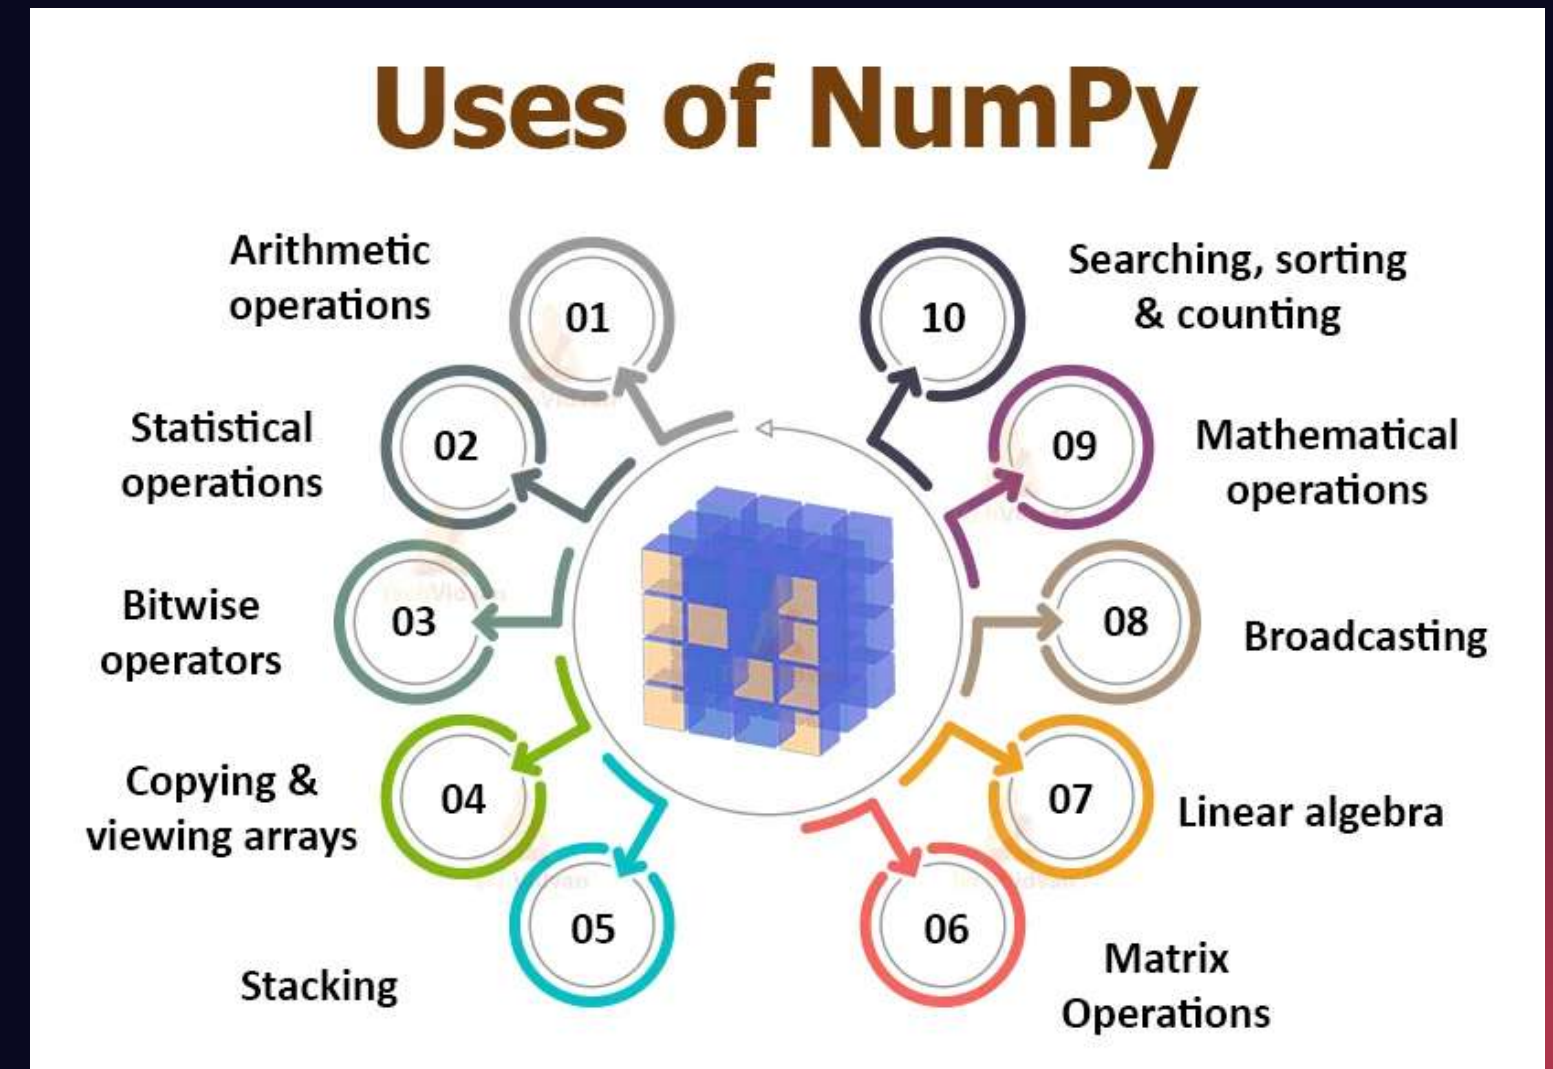 Uses of NumPy
01
Arithmetic
operations
02
Statistical
operations
03
Bitwise
operators
04
Copying &
viewing arrays
05
Stacking
06
Matrix
Operations
07
Linear algebra
08
Broadcasting
09
Mathematical
operations
10
Searching, sorting
& counting